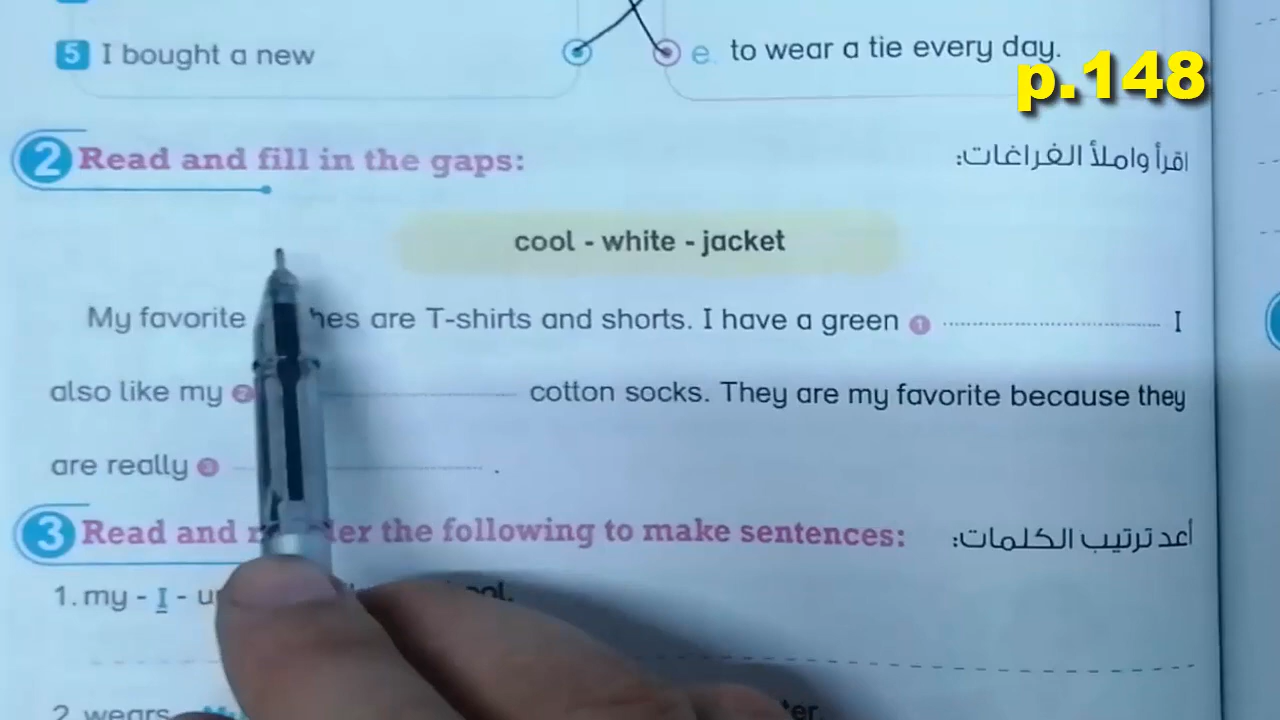 5 I bought a new
e. to wear a tie every day.
p.148
2 Read and fill in the gaps:
اقرأ واملأ الفراغات:
cool - white - jacket
My favorite are T-shirts and shorts. I have a green 1 I
also like my 2 cotton socks. They are my favorite because they
are really 3 .
3 Read and the following to make sentences:
أعد ترتيب الكلمات:
1. my - I -
2. wears